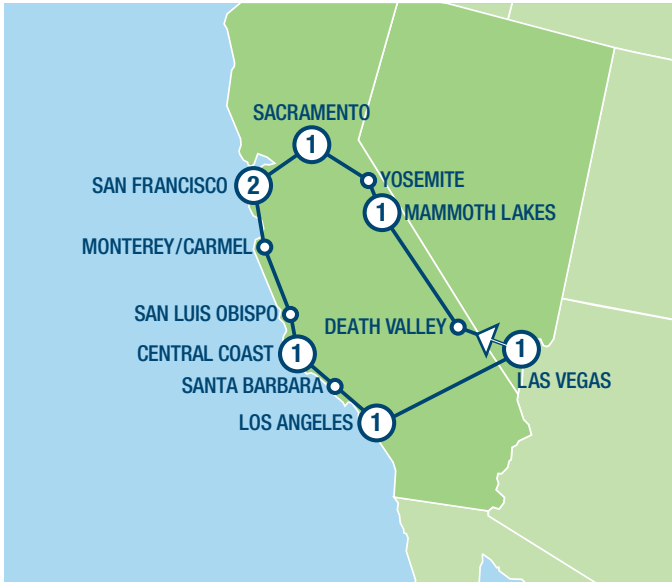 SACRAMENTO
1
YOSEMITE
SAN FRANCISCO 2
1 MAMMOTH LAKES
MONTEREY/CARMEL
SAN LUIS OBISPO
DEATH VALLEY
CENTRAL COAST 1
1
LAS VEGAS
SANTA BARBARA
LOS ANGELES 1